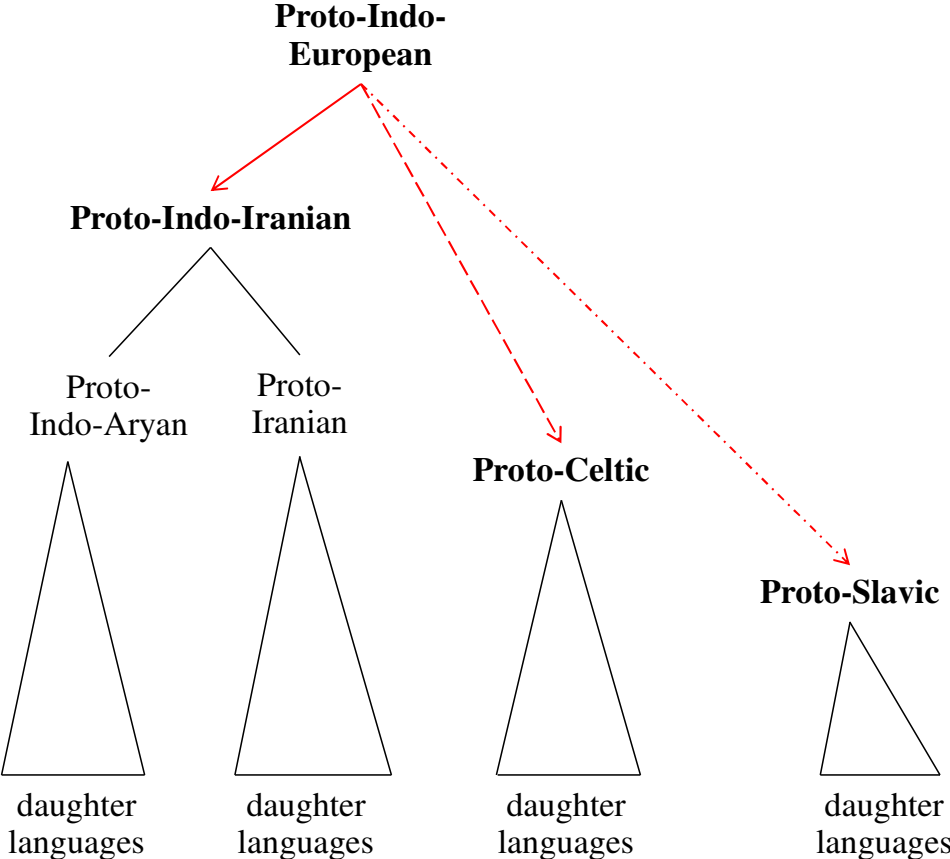 Proto-Indo-
European
Proto-Indo-Iranian
Proto-
Indo-Aryan
Proto-
Iranian
Proto-Celtic
Proto-Slavic
daughter
languages
daughter
languages
daughter
languages
daughter
languages